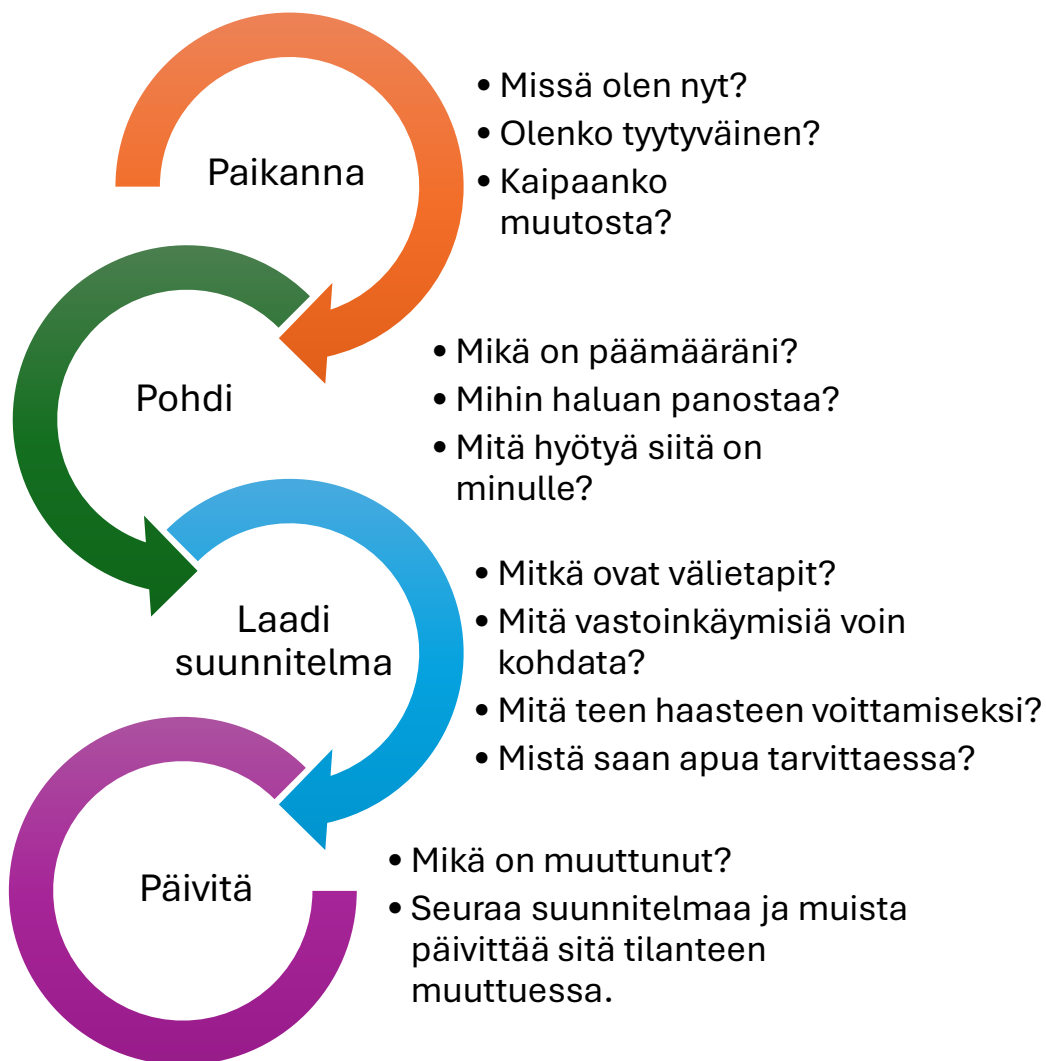 Paikanna
• Missä olen nyt?
• Olenko tyytyväinen?
• Kaipaanko
muutosta?
Pohdi
• Mikä on päämääräni?
• Mihin haluan panostaa?
• Mitä hyötyä siitä on
minulle?
Laadi
suunnitelma
• Mitkä ovat välietapit?
• Mitä vastoinkäymisiä voin
kohdata?
• Mitä teen haasteen voittamiseksi?
• Mistä saan apua tarvittaessa?
Päivitä
• Mikä on muuttunut?
• Seuraa suunnitelmaa ja muista
päivittää sitä tilanteen
muuttuessa.